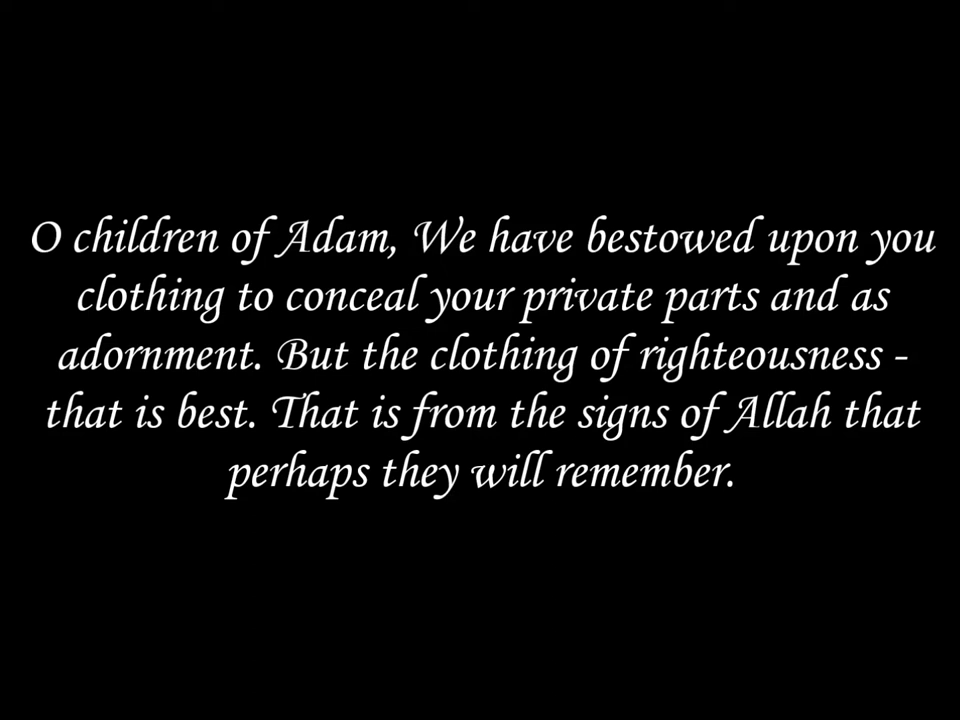 O children of Adam, We have bestowed upon you
clothing to conceal your private parts and as
adornment. But the clothing of righteousness -
that is best. That is from the signs of Allah that
perhaps they will remember.